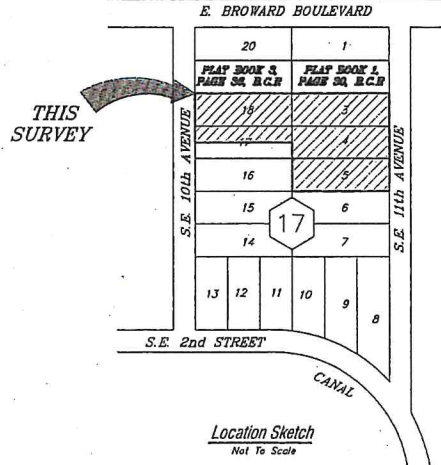 E. BROWARD BOULEVARD
20 1
PLAT BOOK 3, PLAT BOOK 1,
PAGE 36, B.C.R PAGE 30, B.C.R
THIS
SURVEY
18 3
17 4
16 5
15 6
17
14 7
S.E. 10th AVENUE
S.E. 11th AVENUE
13 12 11 10 9 8
S.E. 2nd STREET
CANAL
Location Sketch
Not To Scale